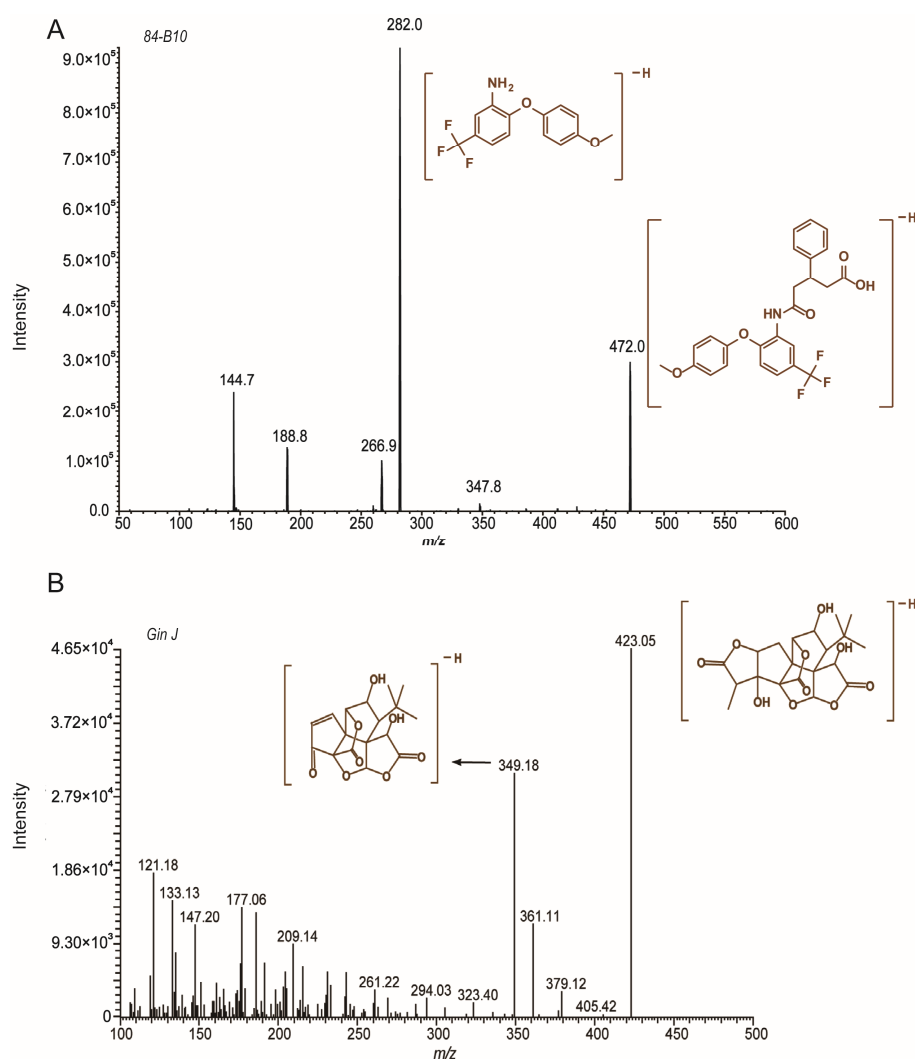 A
84-B10
282.0
9.0×10⁵
8.0×10⁵
7.0×10⁵
6.0×10⁵
5.0×10⁵
4.0×10⁵
3.0×10⁵
2.0×10⁵
1.0×10⁵
0.0
Intensity
NH₂
O
F
F
F
O
−H
−H
O
OH
HN
O
O
O
F
F
F
472.0
144.7
188.8
266.9
347.8
50 100 150 200 250 300 350 400 450 500 550 600
m/z
B
Gin J
4.65×10⁴
3.72×10⁴
2.79×10⁴
1.86×10⁴
9.30×10³
0
Intensity
−H
OH
OH
O
O
O
O
O
O
−H
OH
O
O
O
OH
O
OH
O
O
O
423.05
349.18
121.18
133.13
147.20
177.06
209.14
261.22
294.03
323.40
361.11
379.12
405.42
100 150 200 250 300 350 400 450 500
m/z